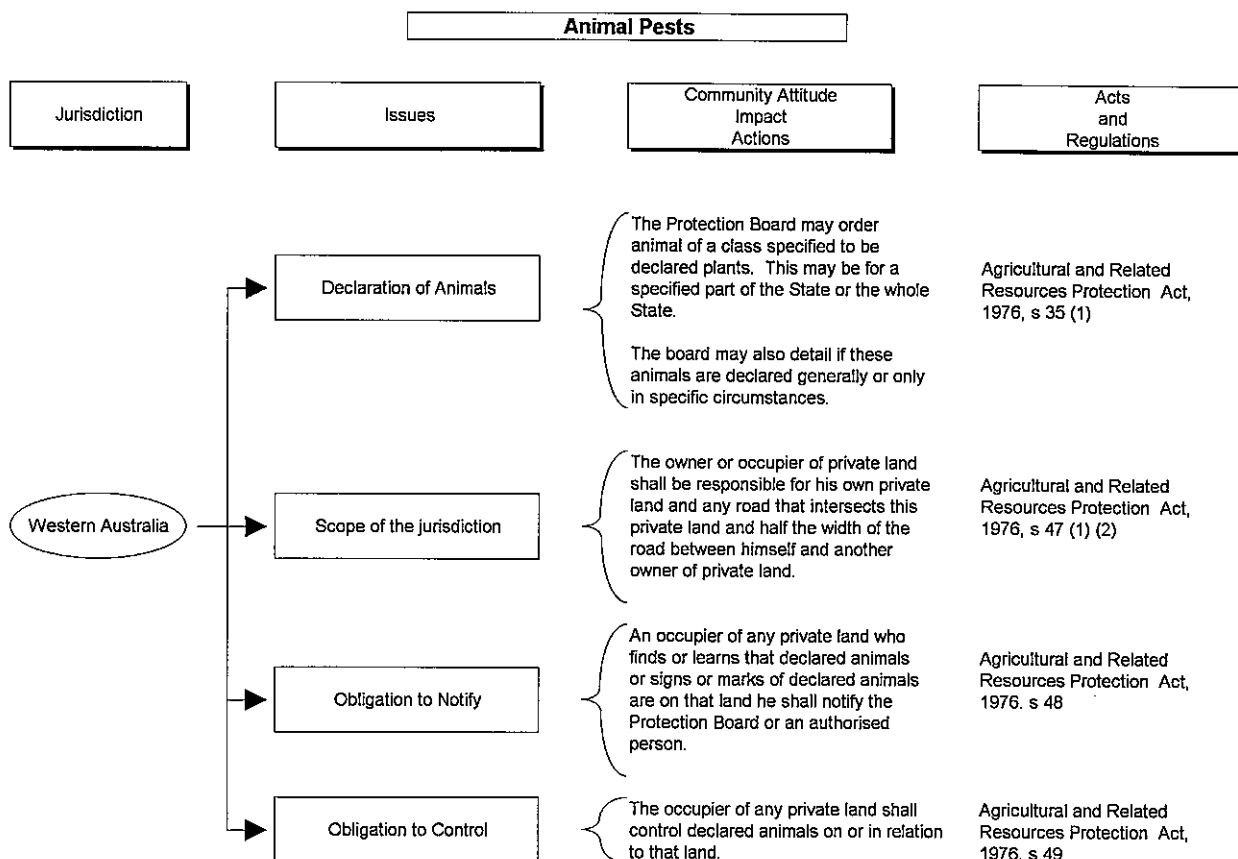 Animal Pests
Jurisdiction
Issues
Community Attitude
Impact
Actions
Acts
and
Regulations
Western Australia
Declaration of Animals
The Protection Board may order
animal of a class specified to be
declared plants. This may be for a
specified part of the State or the whole
State.
The board may also detail if these
animals are declared generally or only
in specific circumstances.
Agricultural and Related
Resources Protection Act,
1976, s 35 (1)
Scope of the jurisdiction
The owner or occupier of private land
shall be responsible for his own private
land and any road that intersects this
private land and half the width of the
road between himself and another
owner of private land.
Agricultural and Related
Resources Protection Act,
1976, s 47 (1) (2)
Obligation to Notify
An occupier of any private land who
finds or learns that declared animals
or signs or marks of declared animals
are on that land he shall notify the
Protection Board or an authorised
person.
Agricultural and Related
Resources Protection Act,
1976. s 48
Obligation to Control
The occupier of any private land shall
control declared animals on or in relation
to that land.
Agricultural and Related
Resources Protection Act,
1976, s 49